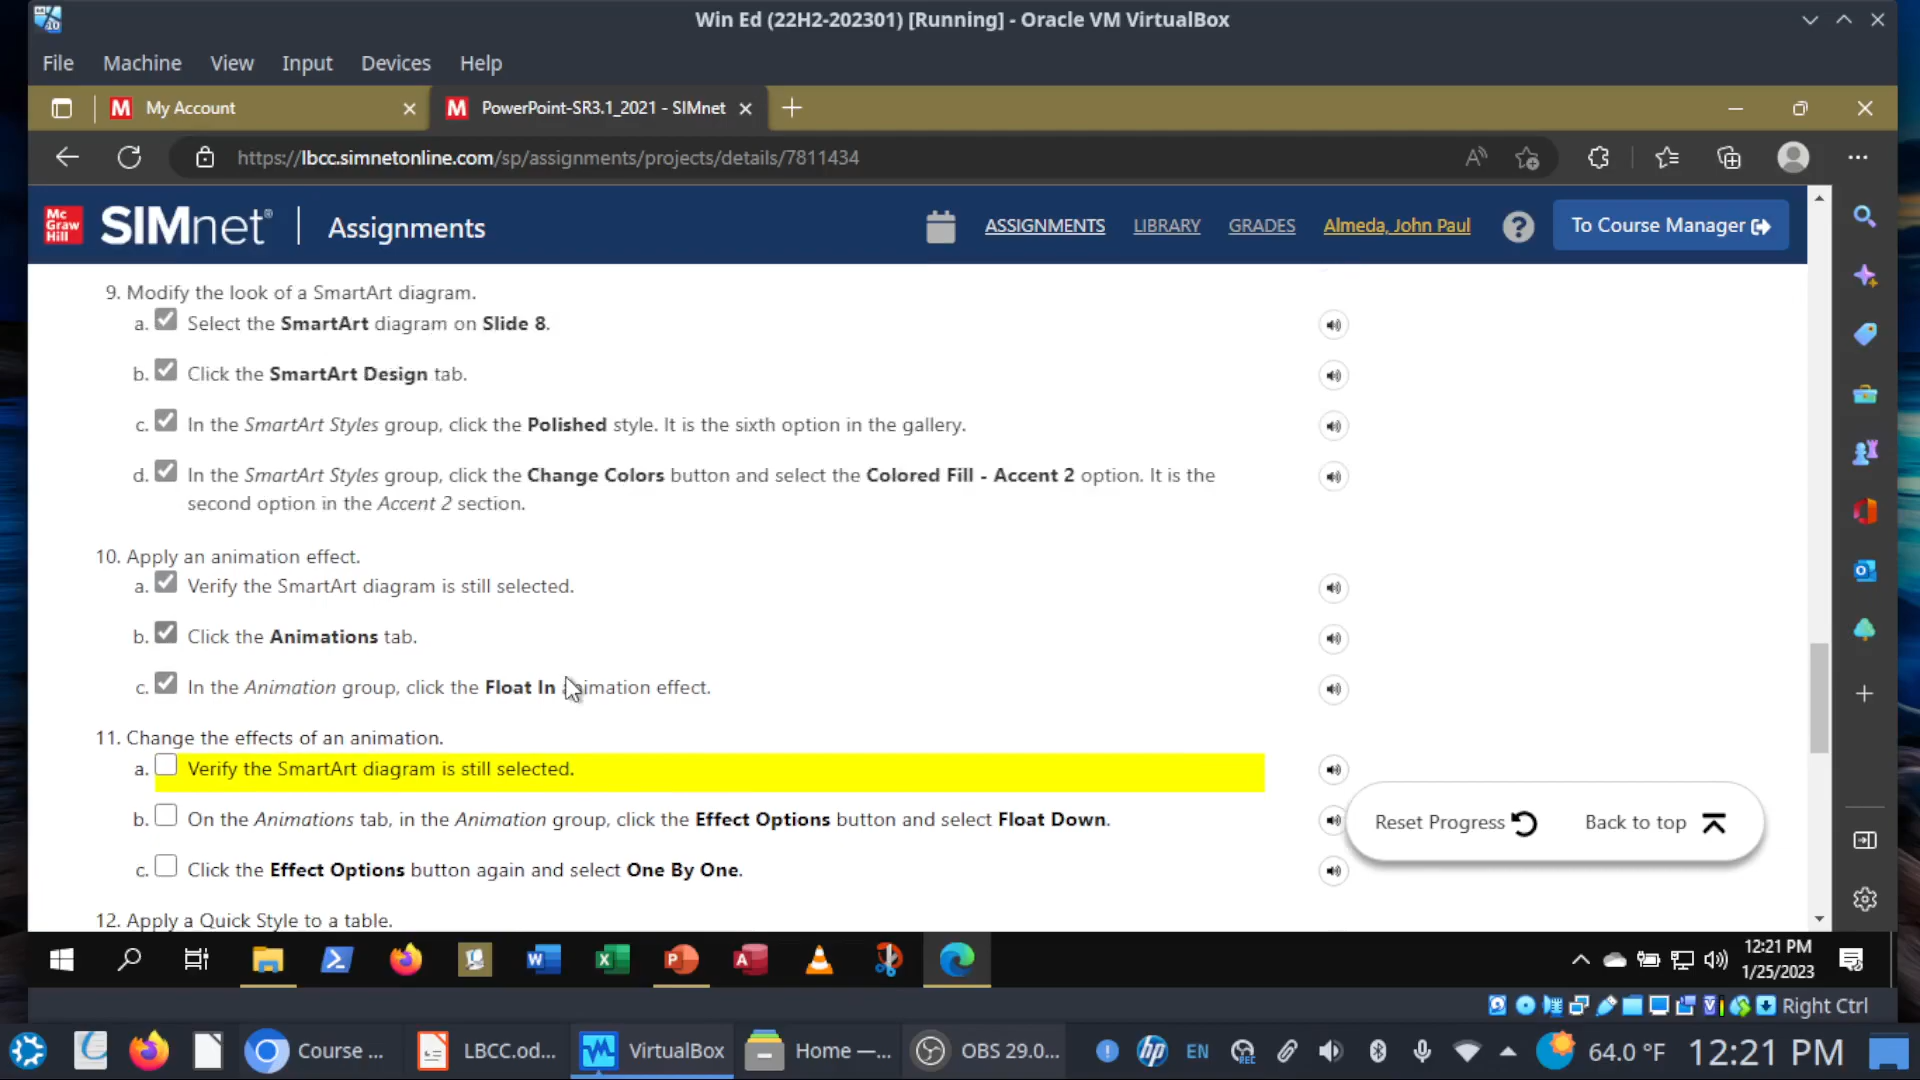 Win Ed (22H2-202301) [Running] - Oracle VM VirtualBox
File Machine View Input Devices Help
My Account
PowerPoint-SR3.1_2021 - SIMnet
https://lbcc.simnetonline.com/sp/assignments/projects/details/7811434
Mc Graw Hill SIMnet® Assignments ASSIGNMENTS LIBRARY GRADES Almeda, John Paul ? To Course Manager
9. Modify the look of a SmartArt diagram.
a. Select the SmartArt diagram on Slide 8.
b. Click the SmartArt Design tab.
c. In the SmartArt Styles group, click the Polished style. It is the sixth option in the gallery.
d. In the SmartArt Styles group, click the Change Colors button and select the Colored Fill - Accent 2 option. It is the
second option in the Accent 2 section.
10. Apply an animation effect.
a. Verify the SmartArt diagram is still selected.
b. Click the Animations tab.
c. In the Animation group, click the Float In animation effect.
11. Change the effects of an animation.
a. Verify the SmartArt diagram is still selected.
b. On the Animations tab, in the Animation group, click the Effect Options button and select Float Down.
c. Click the Effect Options button again and select One By One.
Reset Progress Back to top
12. Apply a Quick Style to a table.
12:21 PM
1/25/2023
Right Ctrl
Course ... LBCC.od... VirtualBox Home —... OBS 29.0... EN 64.0 °F 12:21 PM